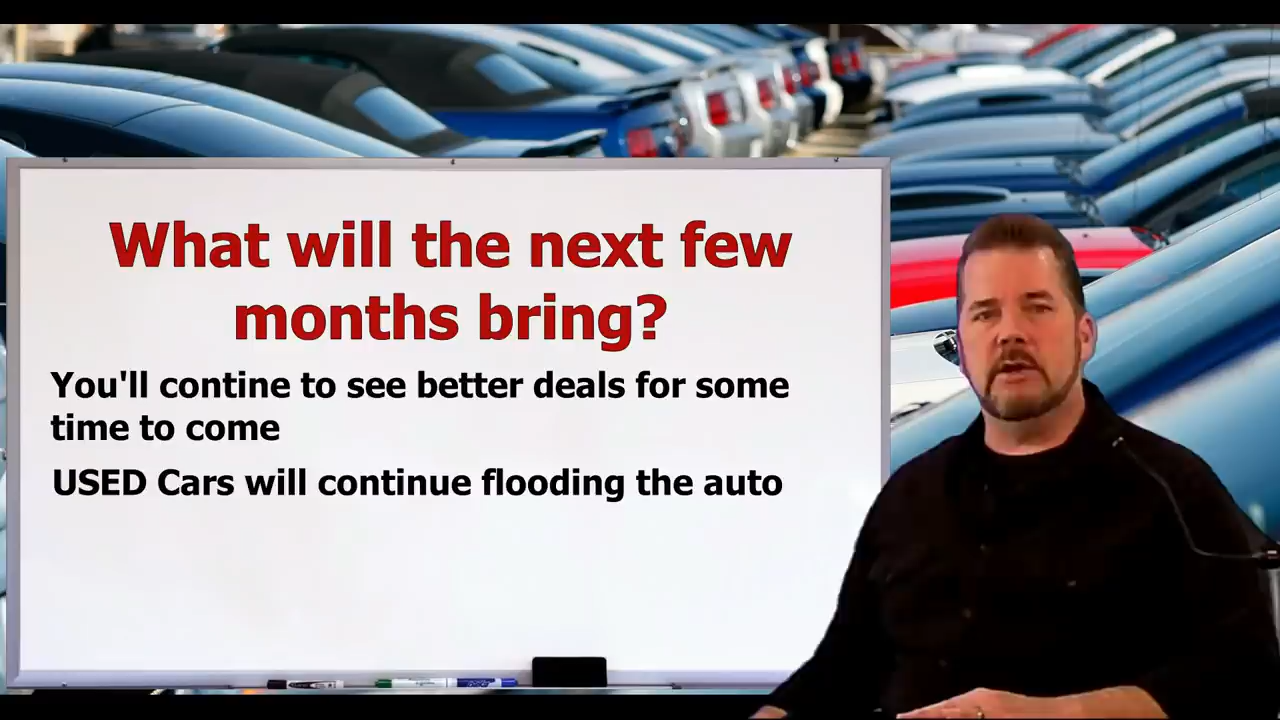 What will the next few
months bring?
You'll contine to see better deals for some
time to come
USED Cars will continue flooding the auto